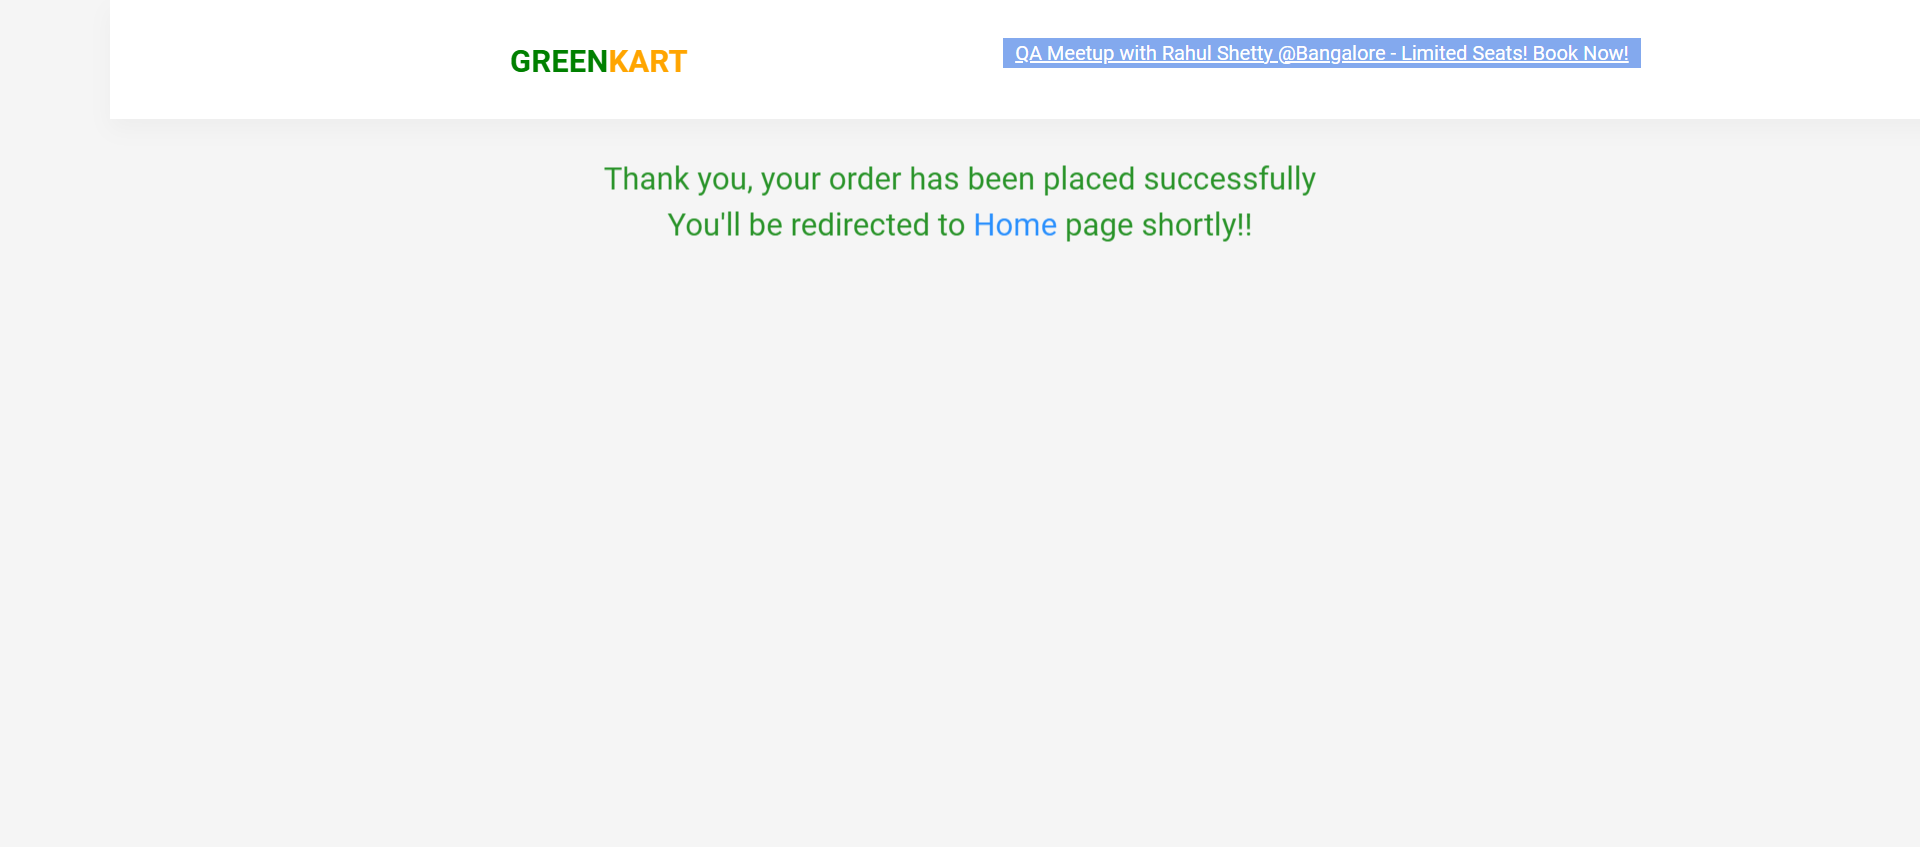 GREENKART
QA Meetup with Rahul Shetty @Bangalore - Limited Seats! Book Now!
Thank you, your order has been placed successfully
You'll be redirected to Home page shortly!!